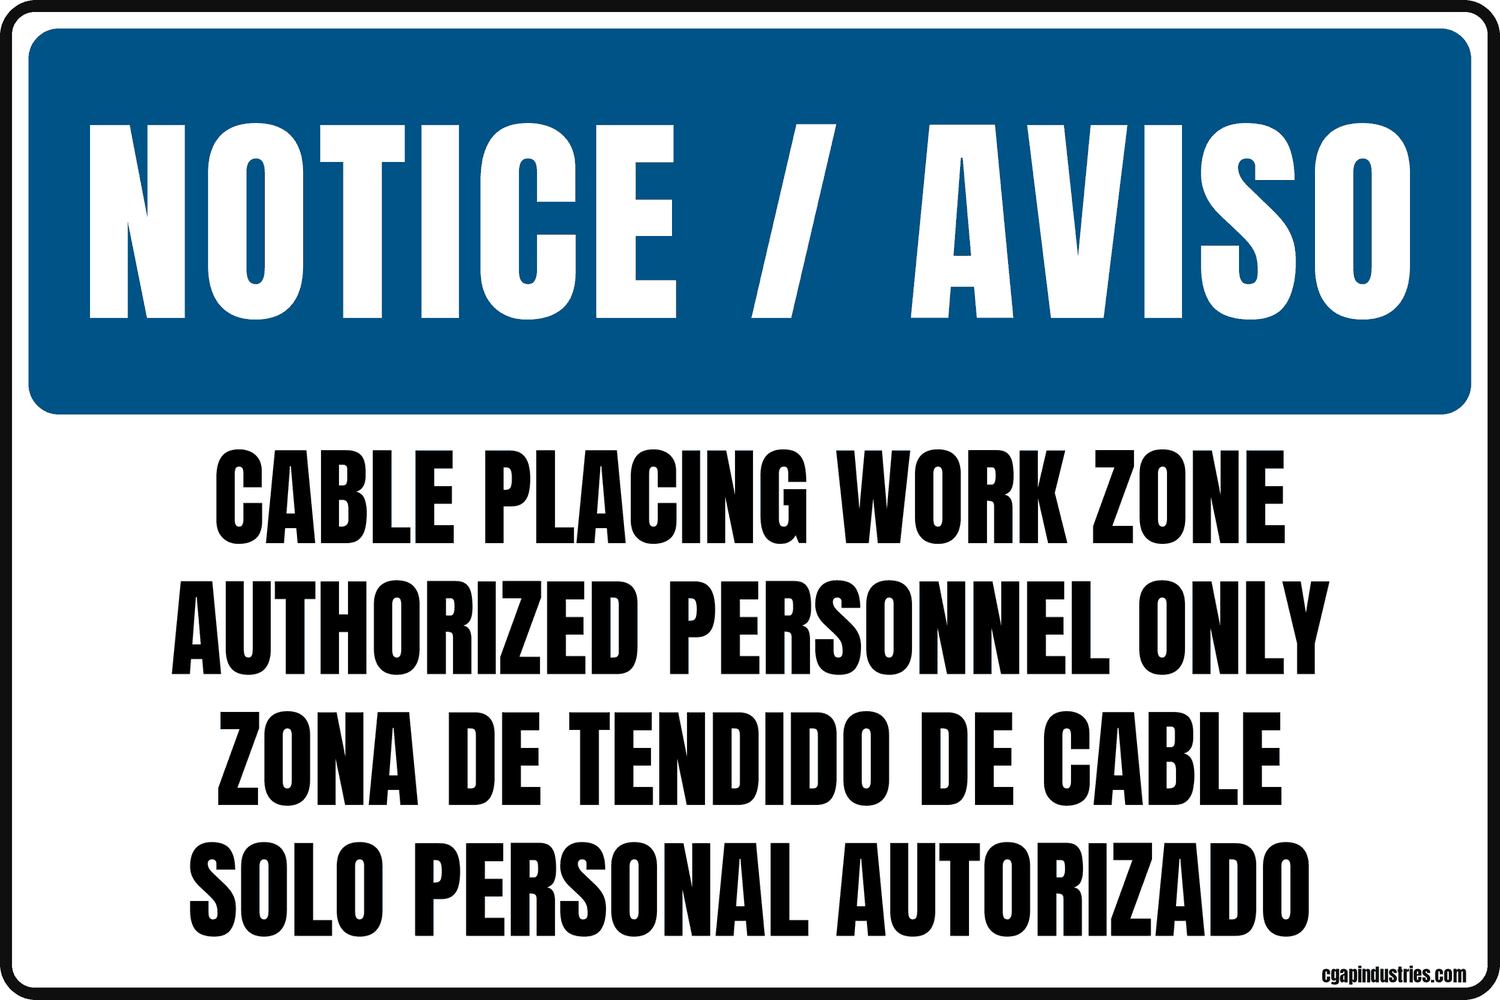 NOTICE / AVISO
CABLE PLACING WORK ZONE
AUTHORIZED PERSONNEL ONLY
ZONA DE TENDIDO DE CABLE
SOLO PERSONAL AUTORIZADO
cgapindustries.com